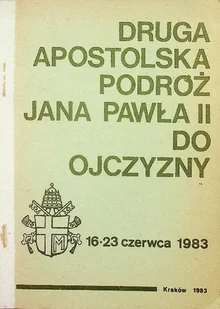 DRUGA
APOSTOLSKA
PODRÓŻ
JANA PAWŁA II
DO
OJCZYZNY
16-23 czerwca 1983
M
Kraków 1983